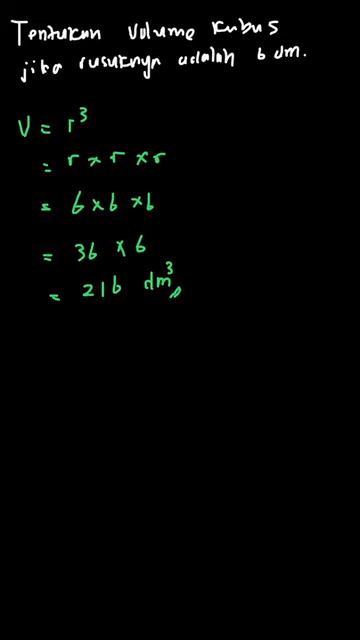 Tentukan volume kubus
jika rusuknya adalah 6 dm.
V = r³
= r × r × r
= 6 × 6 × 6
= 36 × 6
= 216 dm³